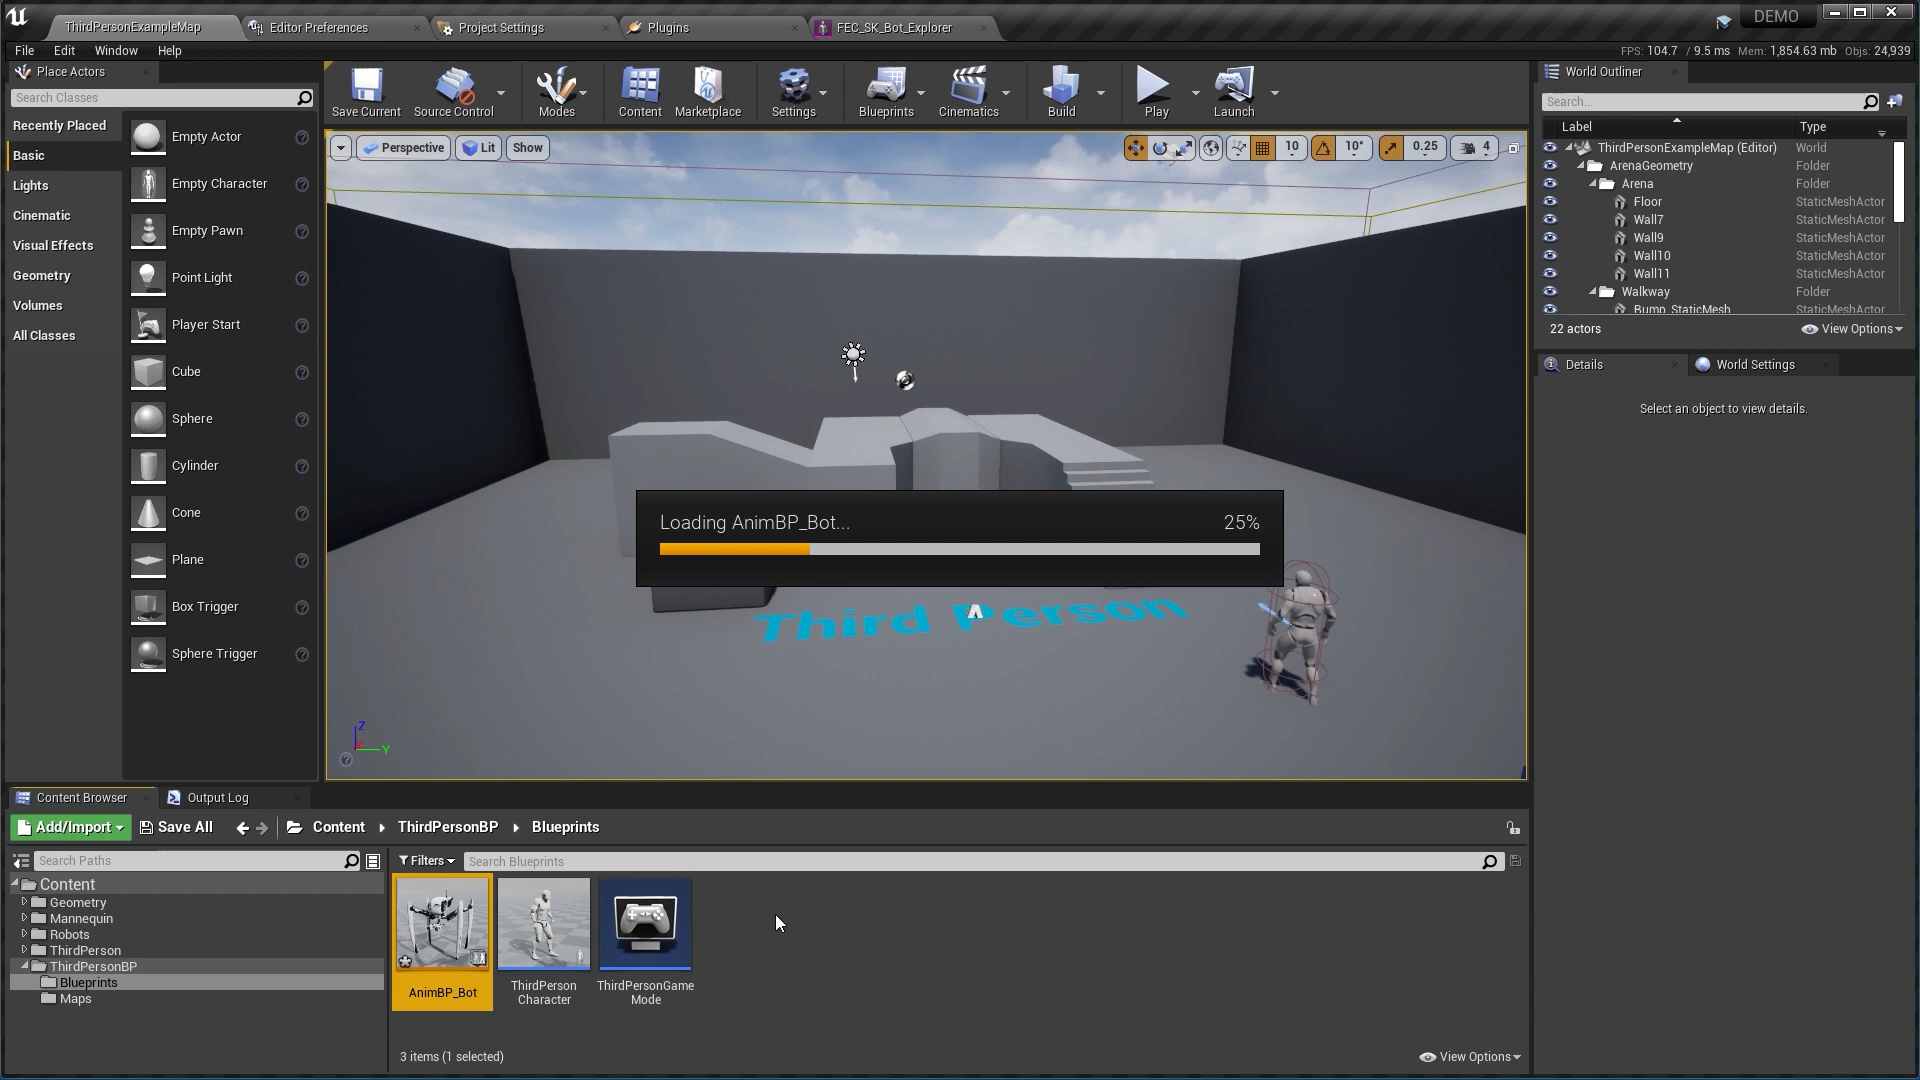 ThirdPersonExampleMap
Editor Preferences
Project Settings
Plugins
FEC_SK_Bot_Explorer
DEMO
File Edit Window Help
FPS: 104.7 / 9.5 ms Mem: 1,854.63 mb Objs: 24,939
Place Actors
Search Classes
Recently Placed
Basic
Lights
Cinematic
Visual Effects
Geometry
Volumes
All Classes
Empty Actor
Empty Character
Empty Pawn
Point Light
Player Start
Cube
Sphere
Cylinder
Cone
Plane
Box Trigger
Sphere Trigger
Save Current
Source Control
Modes
Content
Marketplace
Settings
Blueprints
Cinematics
Build
Play
Launch
Perspective
Lit
Show
10
10°
0.25
4
Loading AnimBP_Bot...
25%
Third Person
Z
Y
World Outliner
Search...
Label Type
ThirdPersonExampleMap (Editor) World
ArenaGeometry Folder
Arena Folder
Floor StaticMeshActor
Wall7 StaticMeshActor
Wall9 StaticMeshActor
Wall10 StaticMeshActor
Wall11 StaticMeshActor
Walkway Folder
Bump_StaticMesh StaticMeshActor
22 actors
View Options
Details
World Settings
Select an object to view details.
Content Browser
Output Log
Add/Import
Save All
Content
ThirdPersonBP
Blueprints
Search Paths
Filters
Search Blueprints
Content
Geometry
Mannequin
Robots
ThirdPerson
ThirdPersonBP
Blueprints
Maps
AnimBP_Bot
ThirdPerson
Character
ThirdPersonGame
Mode
3 items (1 selected)
View Options